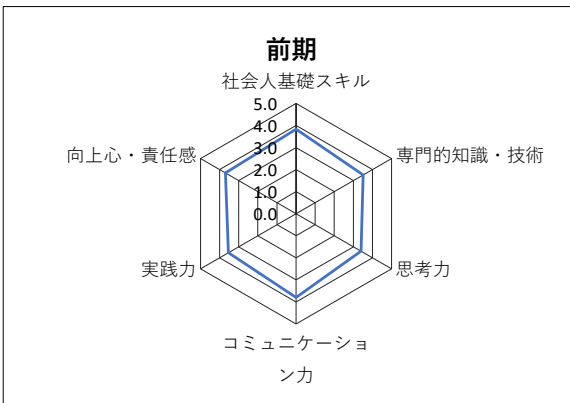 前期
社会人基礎スキル
5.0
4.0
3.0
2.0
1.0
0.0
専門的知識・技術
思考力
コミュニケーショ
ン力
実践力
向上心・責任感